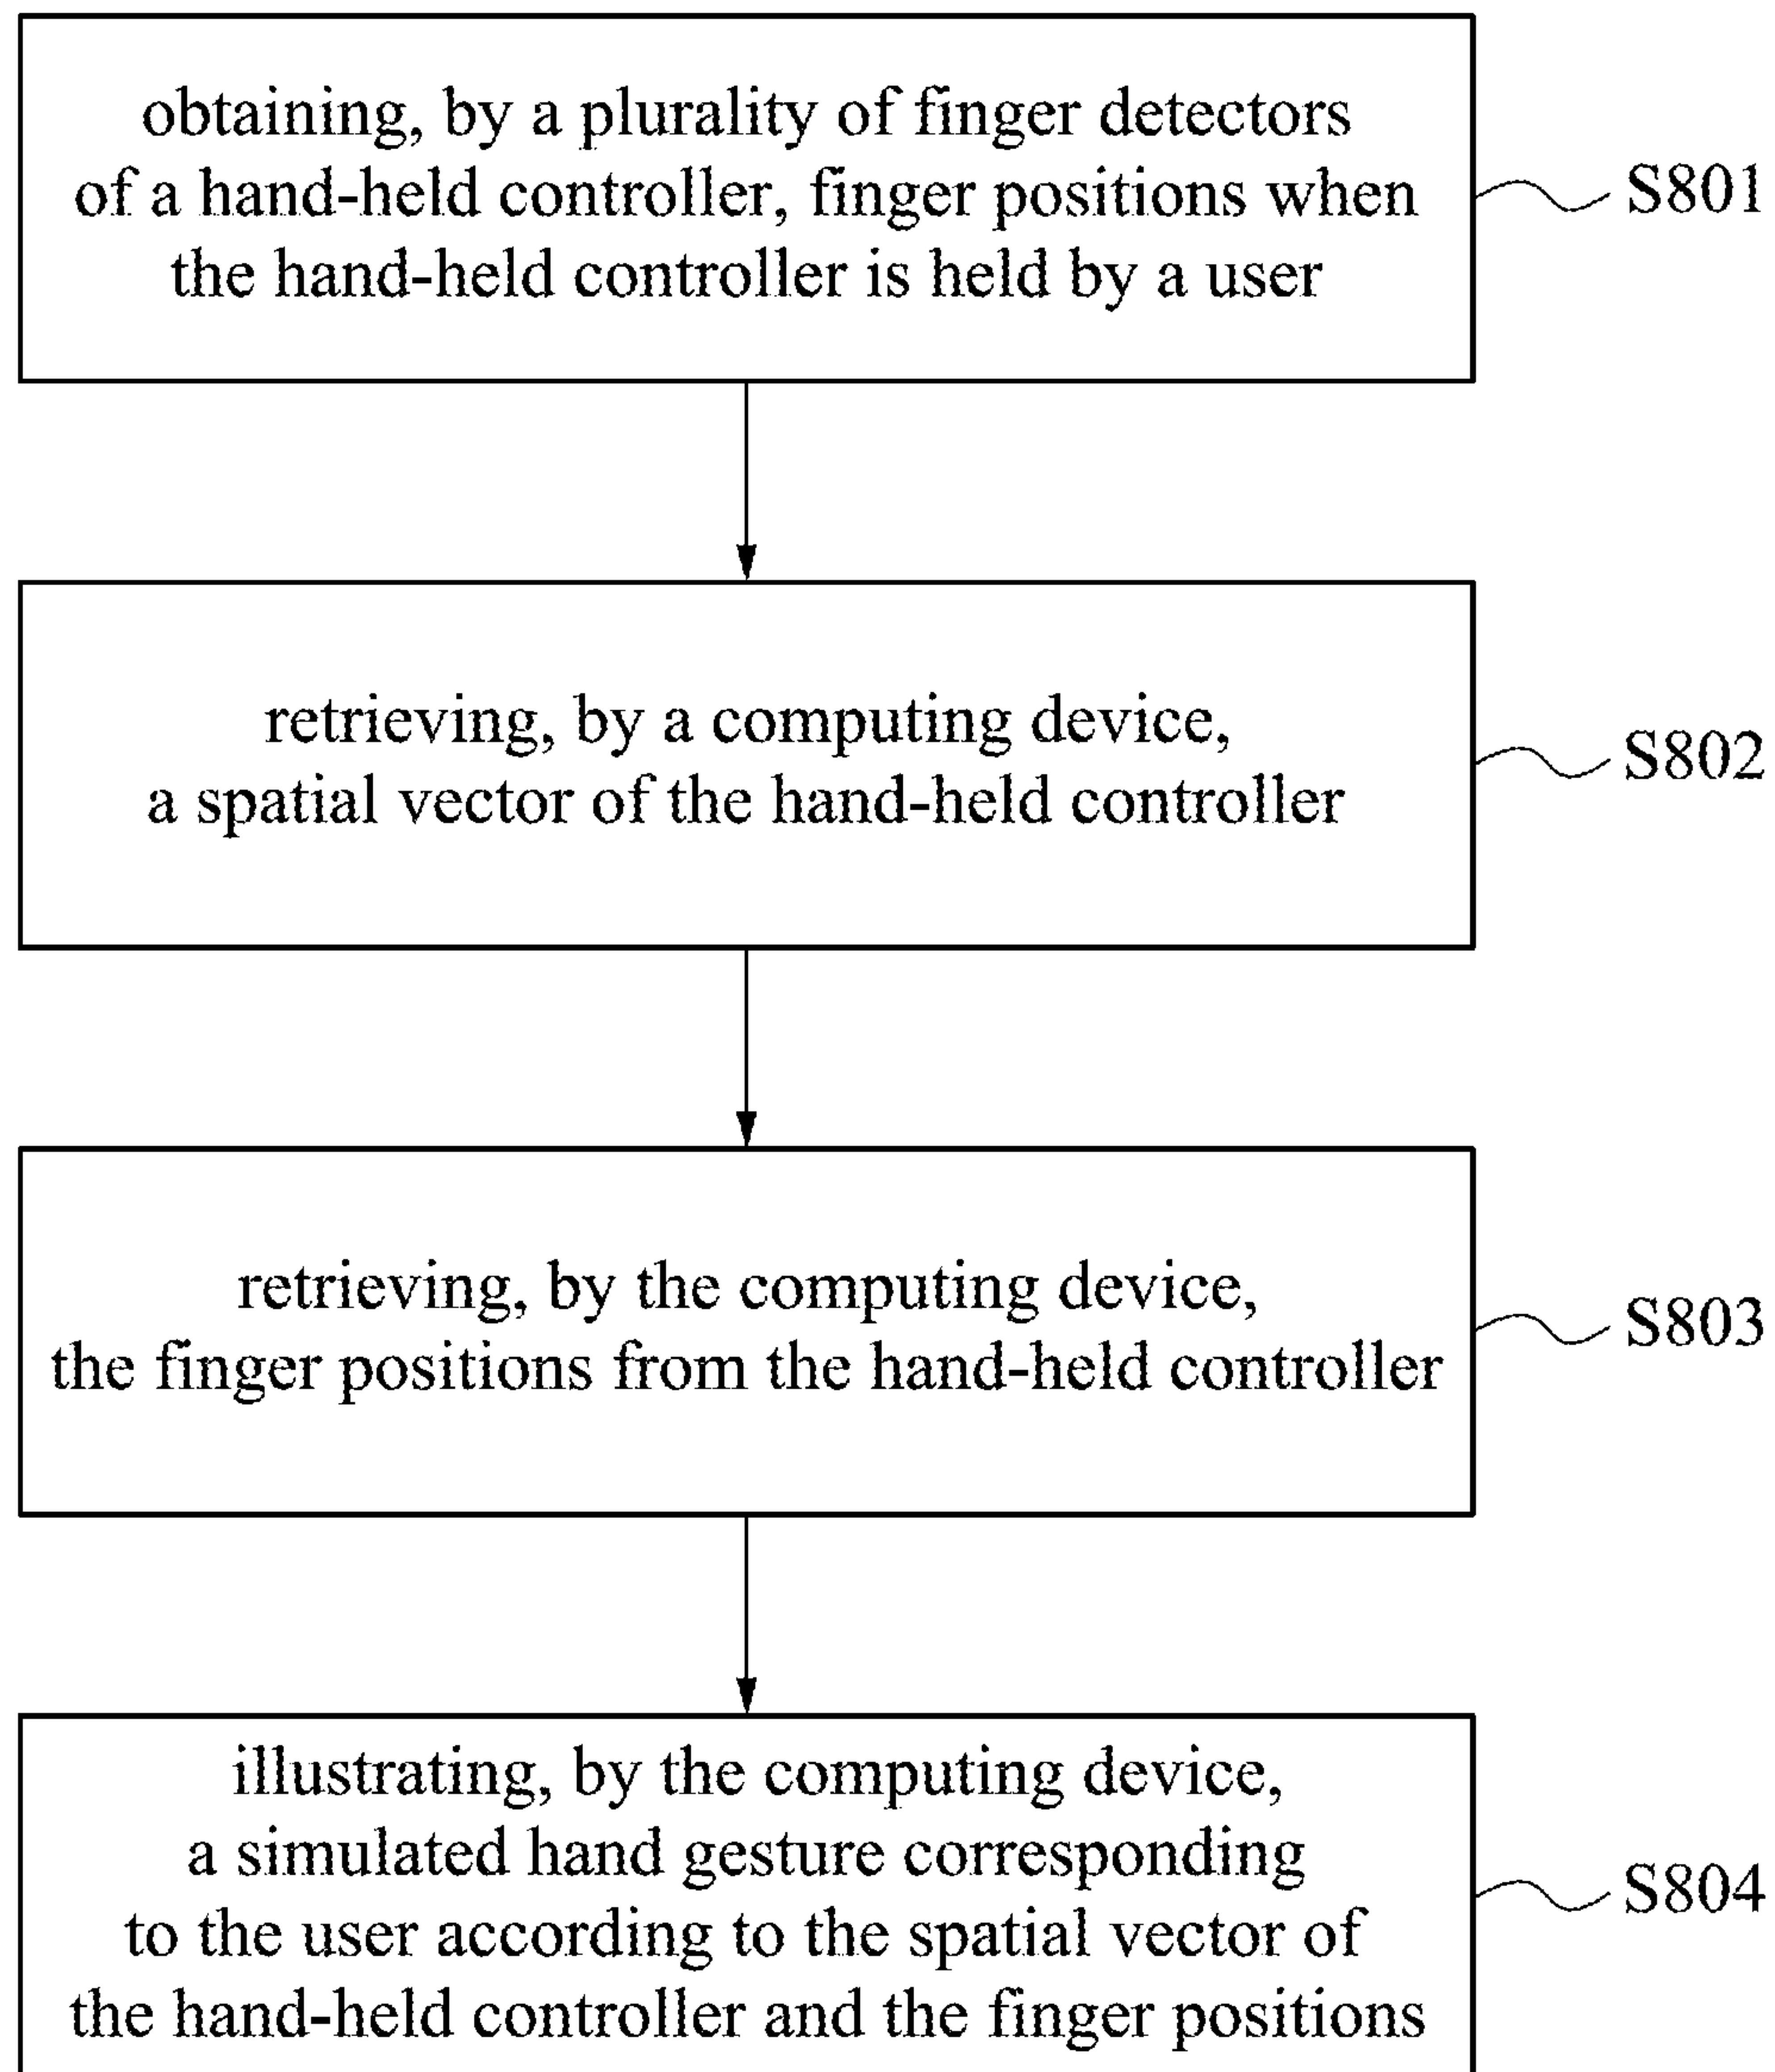 obtaining, by a plurality of finger detectors
of a hand-held controller, finger positions when
the hand-held controller is held by a user
S801
retrieving, by a computing device,
a spatial vector of the hand-held controller
S802
retrieving, by the computing device,
the finger positions from the hand-held controller
S803
illustrating, by the computing device,
a simulated hand gesture corresponding
to the user according to the spatial vector of
the hand-held controller and the finger positions
S804